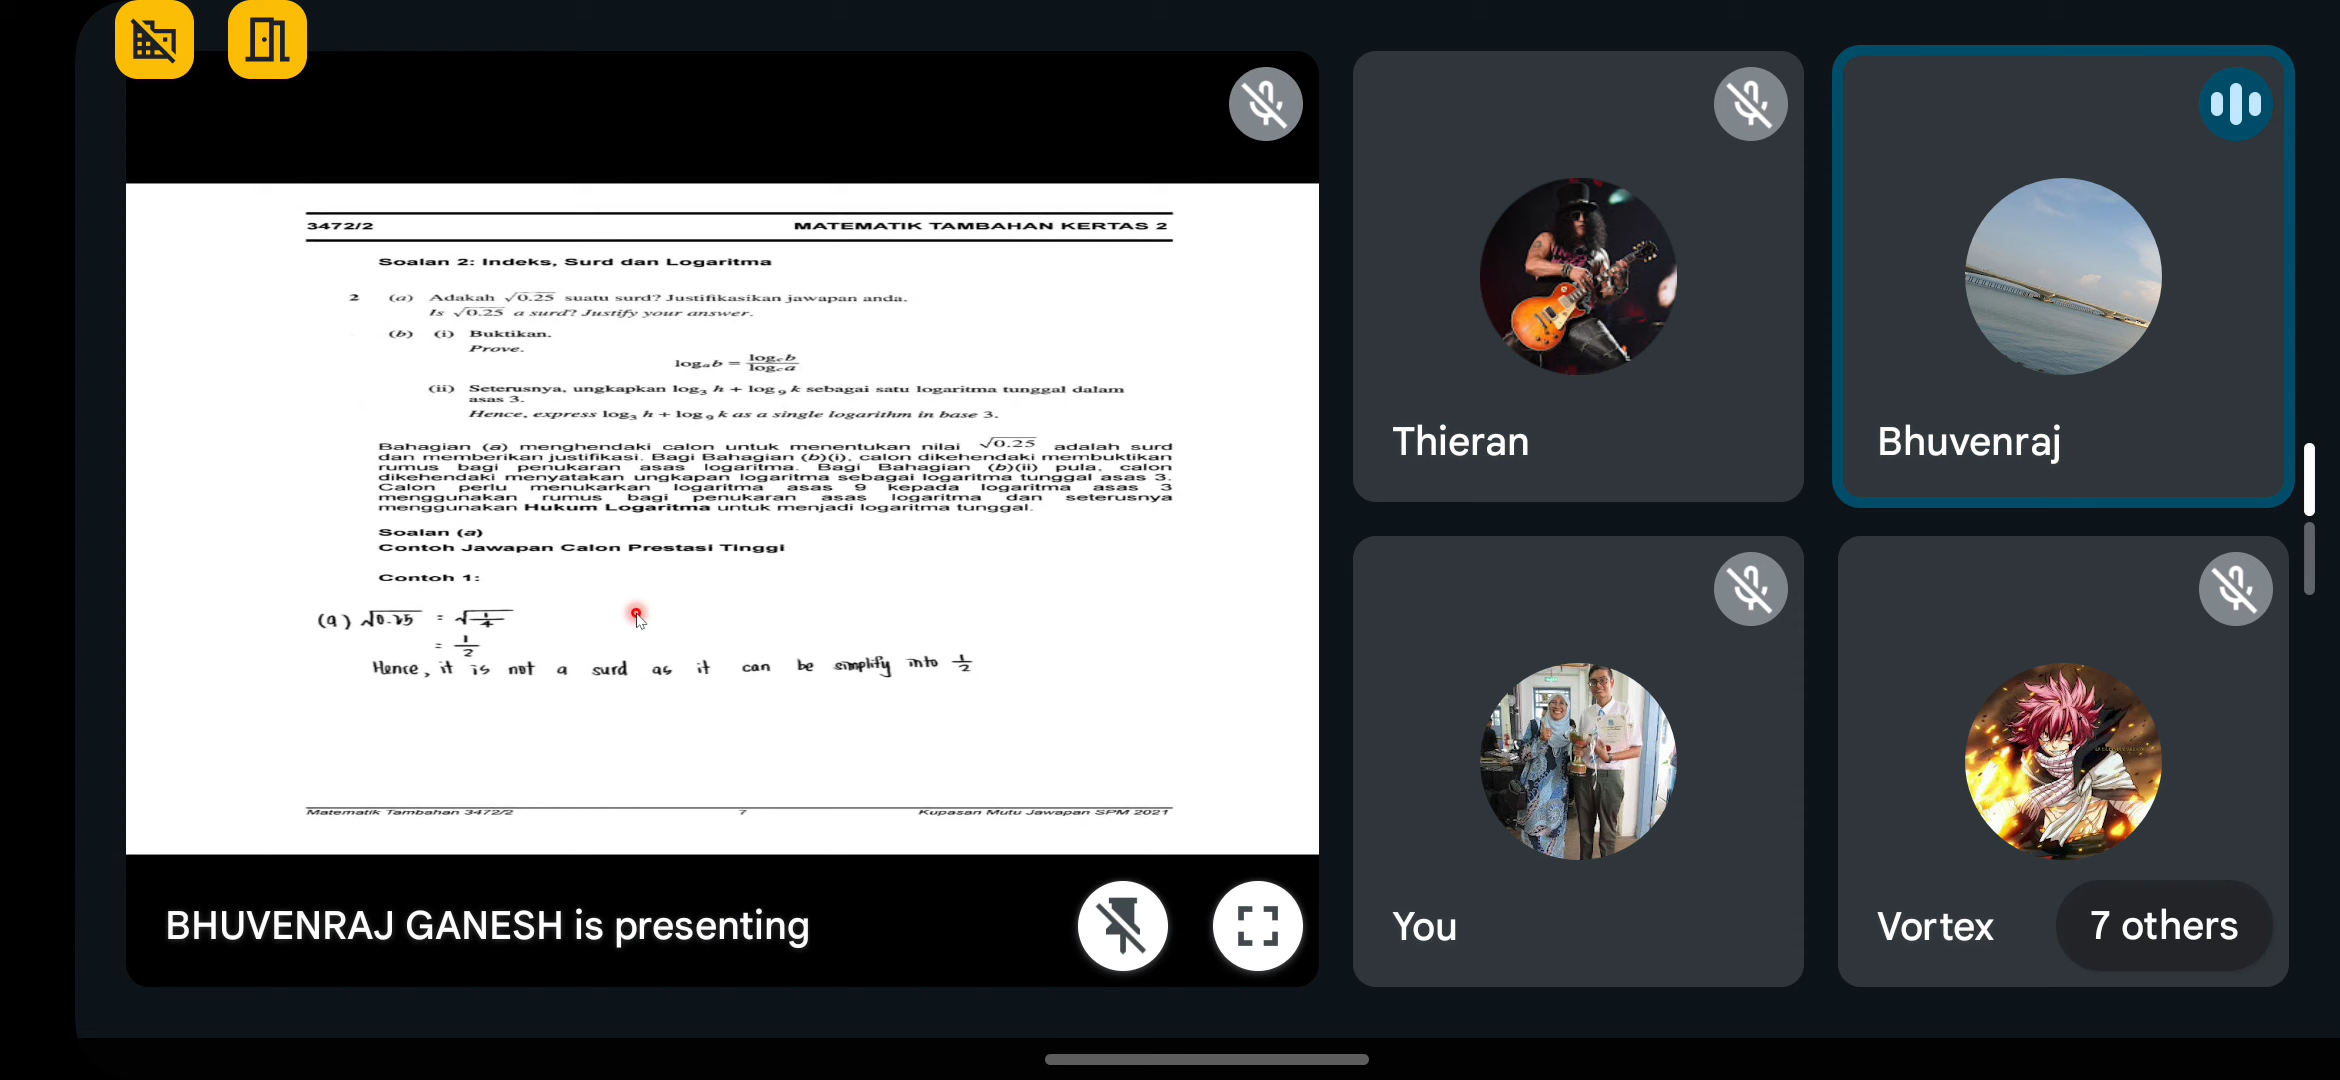 3472/2 MATEMATIK TAMBAHAN KERTAS 2
Soalan 2: Indeks, Surd dan Logaritma
2 (a) Adakah √0.25 suatu surd? Justifikasikan jawapan anda.
Is √0.25 a surd? Justify your answer.
(b) (i) Buktikan.
Prove.
logₐb = log꜀b / log꜀a
(ii) Seterusnya, ungkapkan log₃ h + log₉ k sebagai satu logaritma tunggal dalam
asas 3.
Hence, express log₃ h + log₉ k as a single logarithm in base 3.
Bahagian (a) menghendaki calon untuk menentukan nilai √0.25 adalah surd
dan memberikan justifikasi. Bagi Bahagian (b)(i), calon dikehendaki membuktikan
rumus bagi penukaran asas logaritma. Bagi Bahagian (b)(ii) pula, calon
dikehendaki menyatakan ungkapan logaritma sebagai logaritma tunggal asas 3.
Calon perlu menukarkan logaritma asas 9 kepada logaritma asas 3
menggunakan rumus bagi penukaran asas logaritma dan seterusnya
menggunakan Hukum Logaritma untuk menjadi logaritma tunggal.
Soalan (a)
Contoh Jawapan Calon Prestasi Tinggi
Contoh 1:
(a) √0.25 = √1/4
= 1/2
Hence, it is not a surd as it can be simplify into 1/2
Matematik Tambahan 3472/2 7 Kupasan Mutu Jawapan SPM 2021
BHUVENRAJ GANESH is presenting
Thieran
Bhuvenraj
You
Vortex
7 others